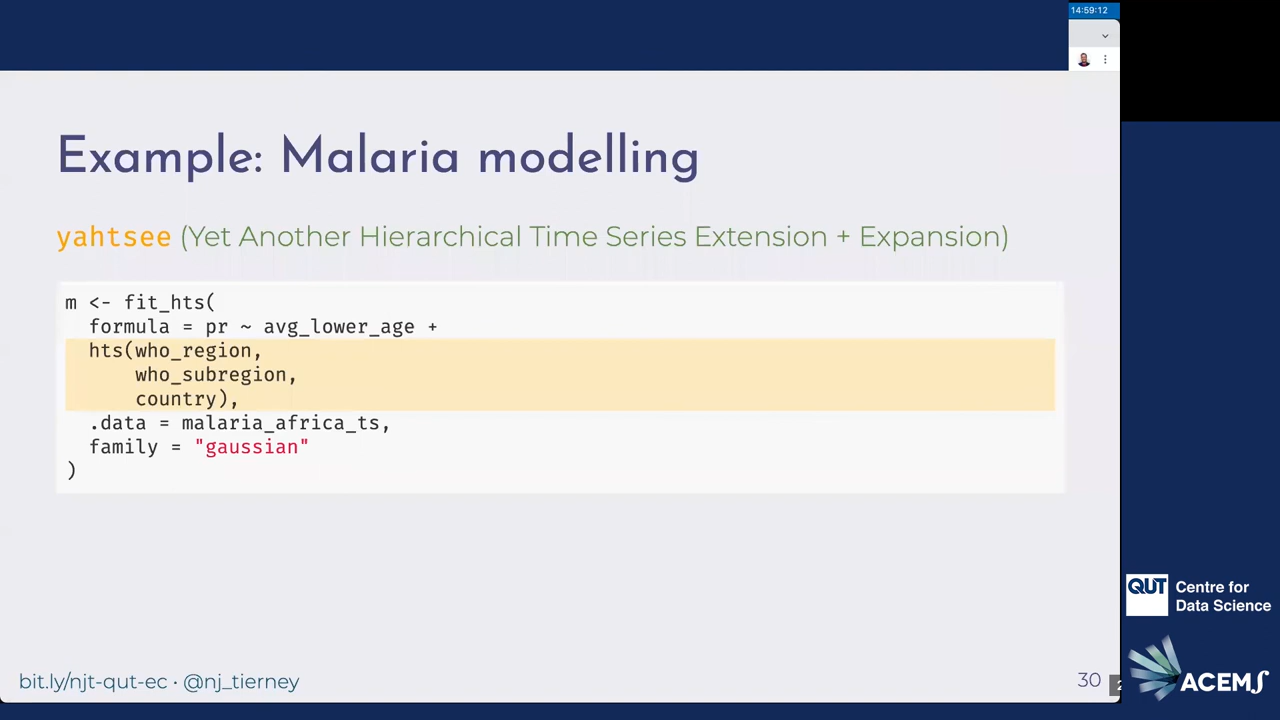 14:59:12
Example: Malaria modelling
yahtsee (Yet Another Hierarchical Time Series Extension + Expansion)
m <- fit_hts(
  formula = pr ~ avg_lower_age +
  hts(who_region,
      who_subregion,
      country),
  .data = malaria_africa_ts,
  family = "gaussian"
)
bit.ly/njt-qut-ec · @nj_tierney
30
QUT
Centre for
Data Science
ACEMS